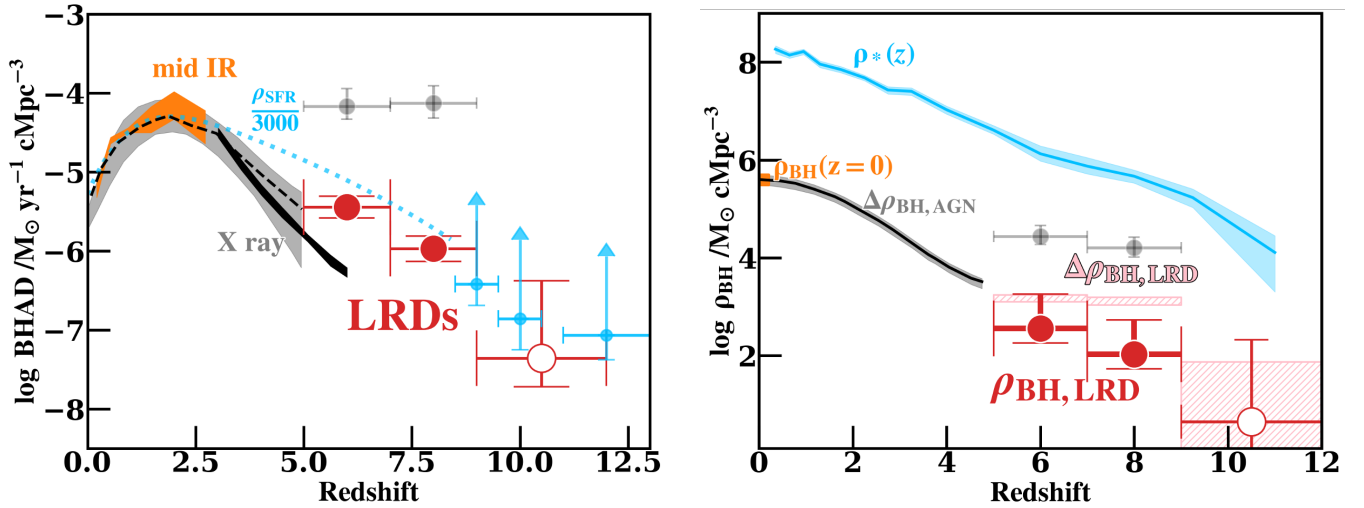 −3
−4
−5
−6
−7
−8
0.0
2.5
5.0
7.5
10.0
12.5
log BHAD /M⊙ yr⁻¹ cMpc⁻³
Redshift
mid IR
ρSFR
3000
X ray
LRDs
8
6
4
2
0
2
4
6
8
10
12
log ρBH /M⊙ cMpc⁻³
Redshift
ρ*(z)
ρBH(z = 0)
ΔρBH, AGN
ΔρBH, LRD
ρBH, LRD